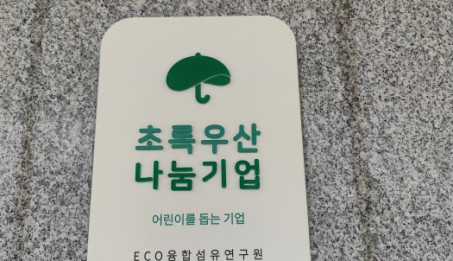 초록우산
나눔기업
어린이를 돕는 기업
ECO융합섬유연구원